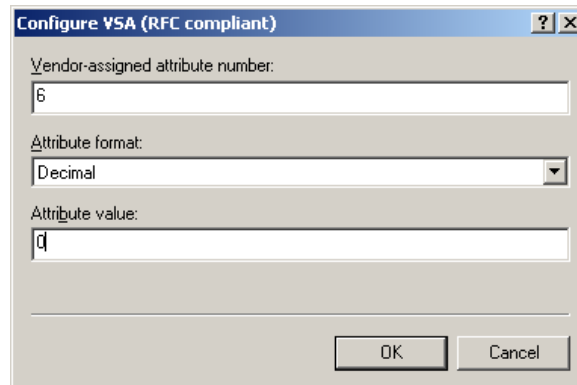 Configure VSA (RFC compliant)
Vendor-assigned attribute number:
6
Attribute format:
Decimal
Attribute value:
0
OK
Cancel